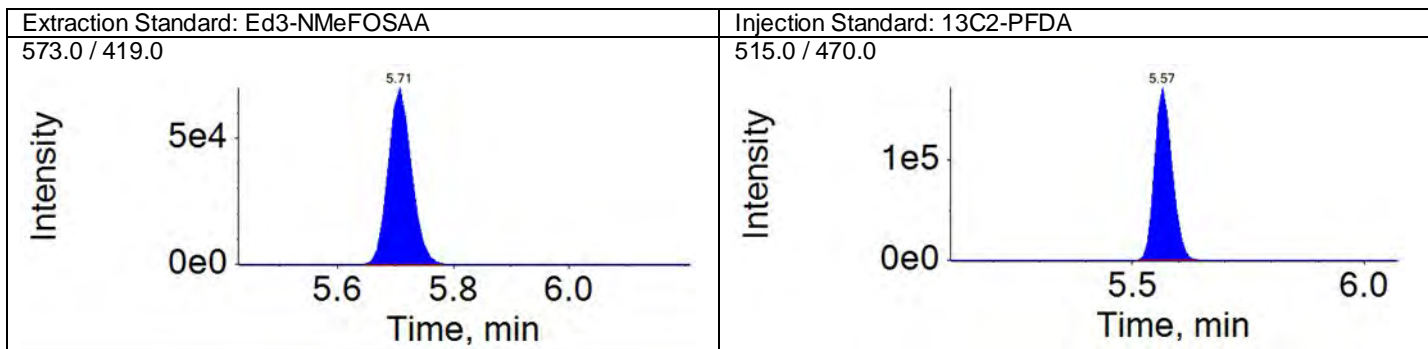 Extraction Standard: Ed3-NMeFOSAA
573.0 / 419.0
5.71
Intensity
5e4
0e0
5.6 5.8 6.0
Time, min
Injection Standard: 13C2-PFDA
515.0 / 470.0
5.57
Intensity
1e5
0e0
5.5 6.0
Time, min